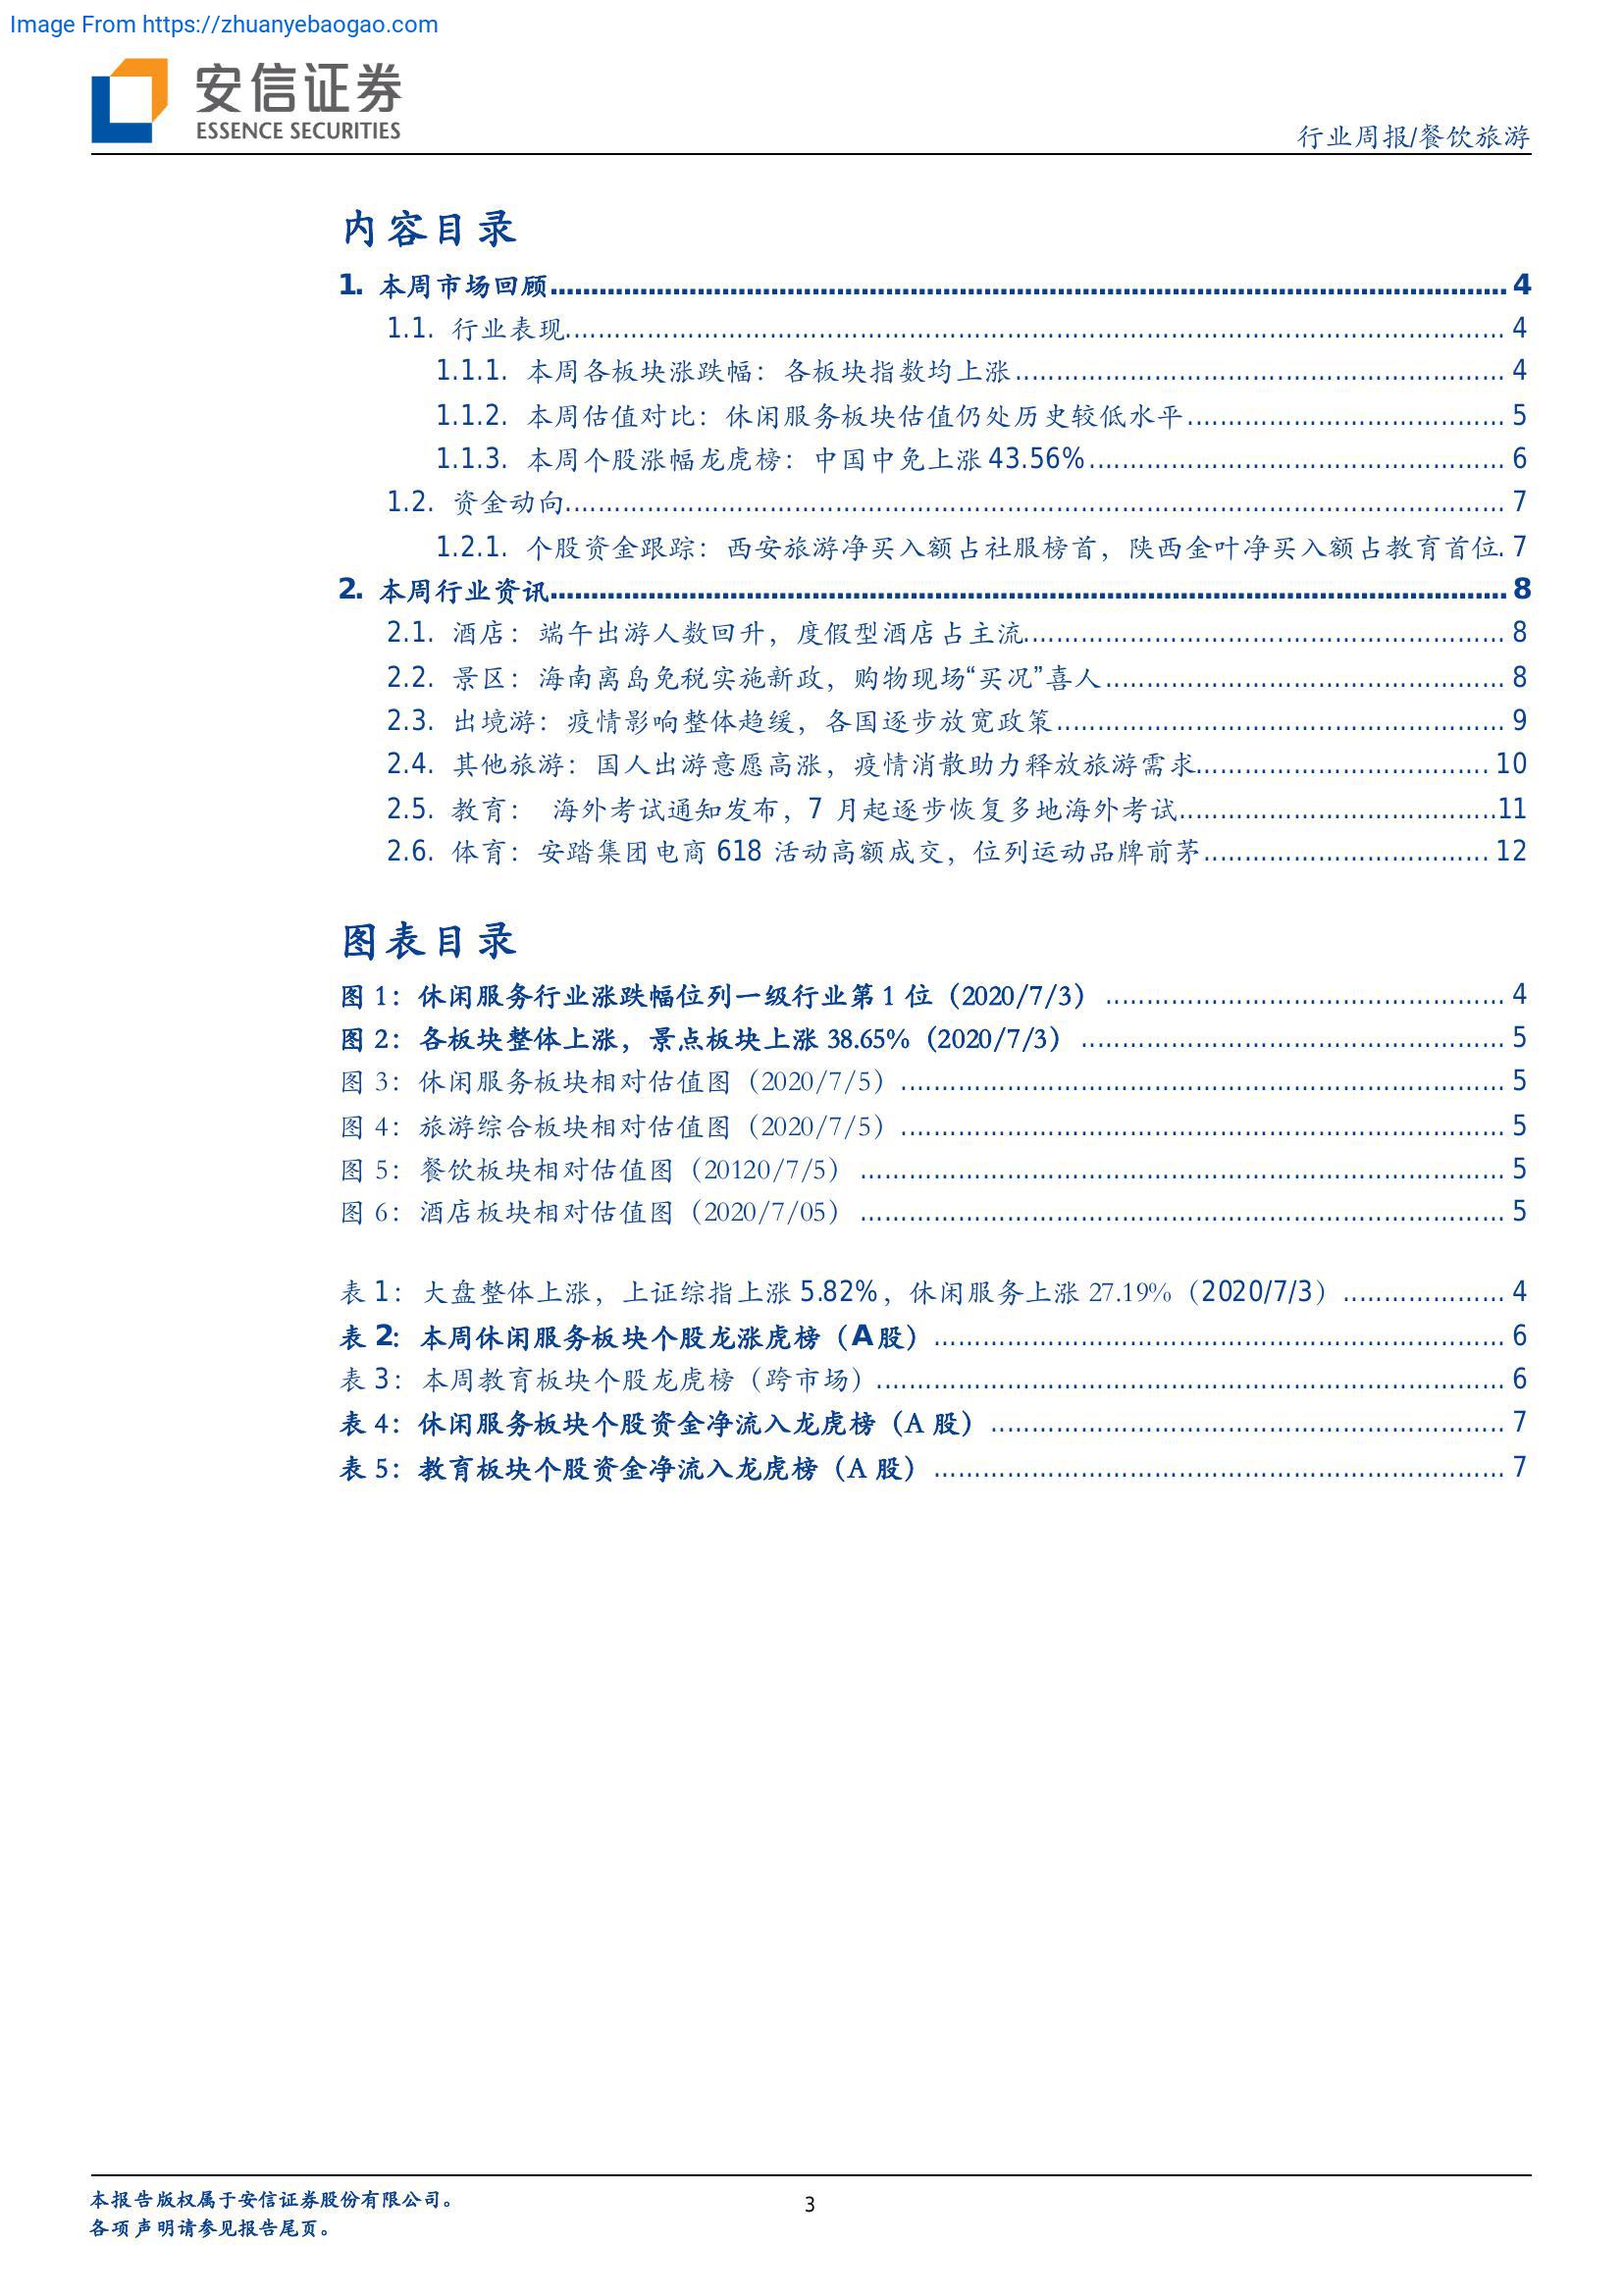 Image From https://zhuanyebaogao.com
安信证券
ESSENCE SECURITIES
行业周报/餐饮旅游
内容目录
1. 本周市场回顾 4
1.1. 行业表现 4
1.1.1. 本周各板块涨跌幅：各板块指数均上涨 4
1.1.2. 本周估值对比：休闲服务板块估值仍处历史较低水平 5
1.1.3. 本周个股涨幅龙虎榜：中国中免上涨 43.56% 6
1.2. 资金动向 7
1.2.1. 个股资金跟踪：西安旅游净买入额占社服榜首，陕西金叶净买入额占教育首位. 7
2. 本周行业资讯 8
2.1. 酒店：端午出游人数回升，度假型酒店占主流 8
2.2. 景区：海南离岛免税实施新政，购物现场“买况”喜人 8
2.3. 出境游：疫情影响整体趋缓，各国逐步放宽政策 9
2.4. 其他旅游：国人出游意愿高涨，疫情消散助力释放旅游需求 10
2.5. 教育： 海外考试通知发布，7 月起逐步恢复多地海外考试 11
2.6. 体育：安踏集团电商 618 活动高额成交，位列运动品牌前茅 12
图表目录
图 1：休闲服务行业涨跌幅位列一级行业第 1 位（2020/7/3） 4
图 2：各板块整体上涨，景点板块上涨 38.65%（2020/7/3） 5
图 3：休闲服务板块相对估值图（2020/7/5） 5
图 4：旅游综合板块相对估值图（2020/7/5） 5
图 5：餐饮板块相对估值图（20120/7/5） 5
图 6：酒店板块相对估值图（2020/7/05） 5
表 1：大盘整体上涨，上证综指上涨 5.82%，休闲服务上涨 27.19%（2020/7/3） 4
表 2：本周休闲服务板块个股龙涨虎榜（A 股） 6
表 3：本周教育板块个股龙虎榜（跨市场） 6
表 4：休闲服务板块个股资金净流入龙虎榜（A 股） 7
表 5：教育板块个股资金净流入龙虎榜（A 股） 7
本报告版权属于安信证券股份有限公司。
3
各项声明请参见报告尾页。